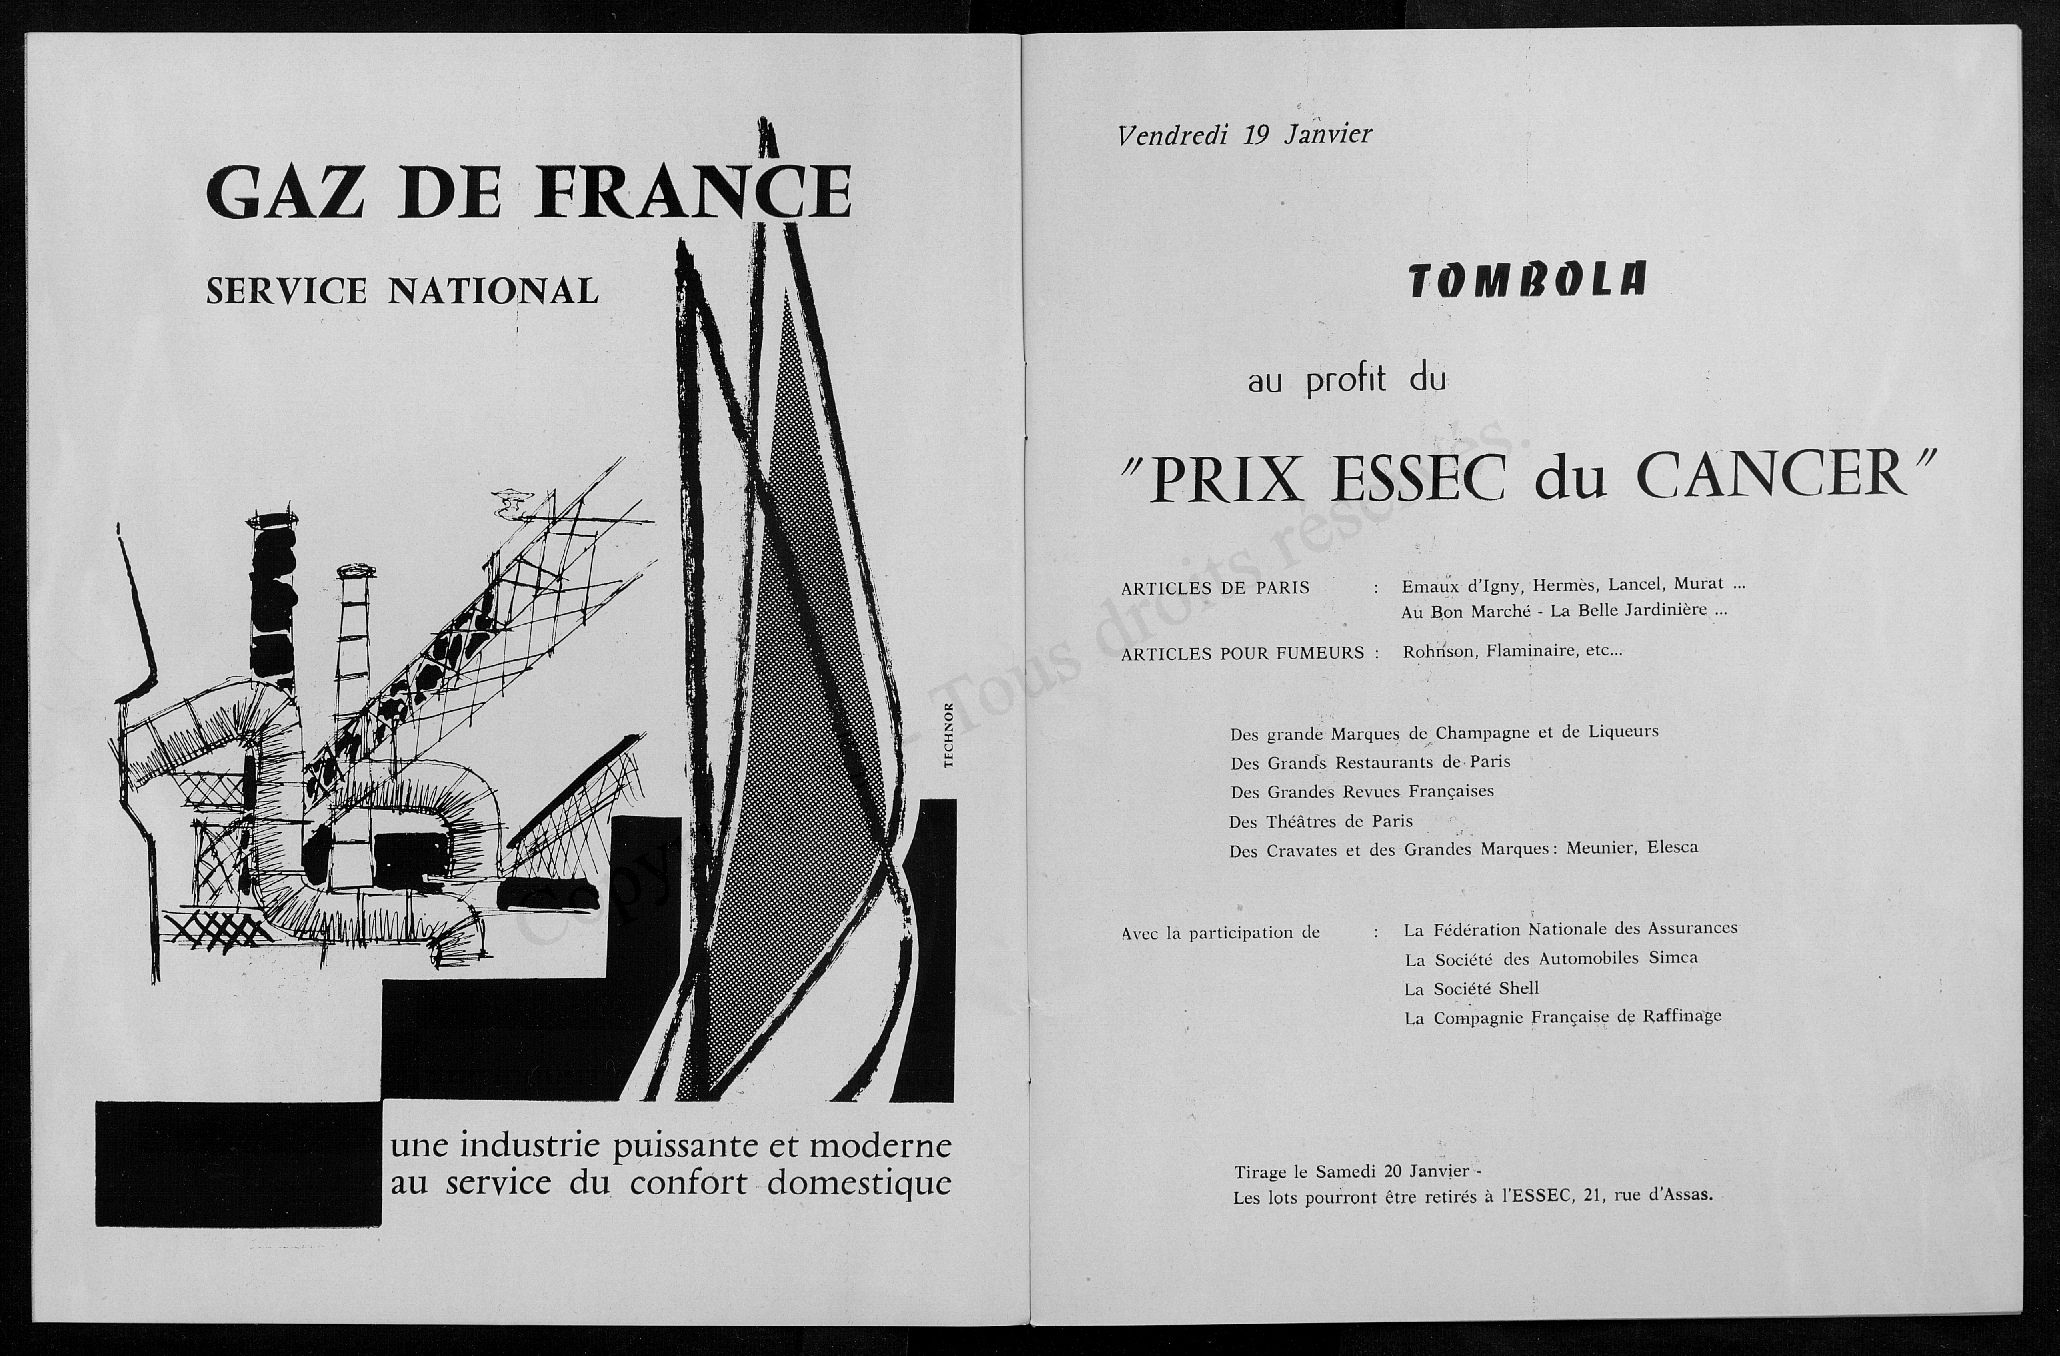 GAZ DE FRANCE
SERVICE NATIONAL
TECHNOR
une industrie puissante et moderne
au service du confort domestique
Vendredi 19 Janvier
TOMBOLA
au profit du
"PRIX ESSEC du CANCER"
ARTICLES DE PARIS : Emaux d'Igny, Hermès, Lancel, Murat ...
Au Bon Marché - La Belle Jardinière ...
ARTICLES POUR FUMEURS : Rohnson, Flaminaire, etc...
Des grande Marques de Champagne et de Liqueurs
Des Grands Restaurants de Paris
Des Grandes Revues Françaises
Des Théâtres de Paris
Des Cravates et des Grandes Marques : Meunier, Elesca
Avec la participation de : La Fédération Nationale des Assurances
La Société des Automobiles Simca
La Société Shell
La Compagnie Française de Raffinage
Tirage le Samedi 20 Janvier -
Les lots pourront être retirés à l'ESSEC, 21, rue d'Assas.
- Tous droits réservés.